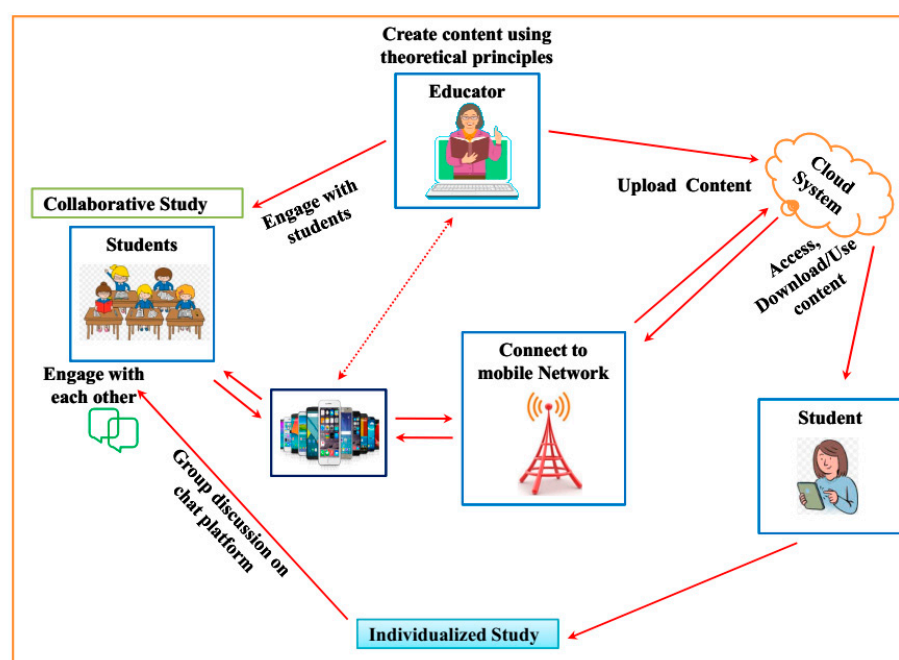 Create content using
theoretical principles
Educator
Cloud
System
Upload Content
Engage with
students
Collaborative Study
Students
Access,
Download/Use
content
Connect to
mobile Network
Engage with
each other
Student
Group discussion on
chat platform
Individualized Study